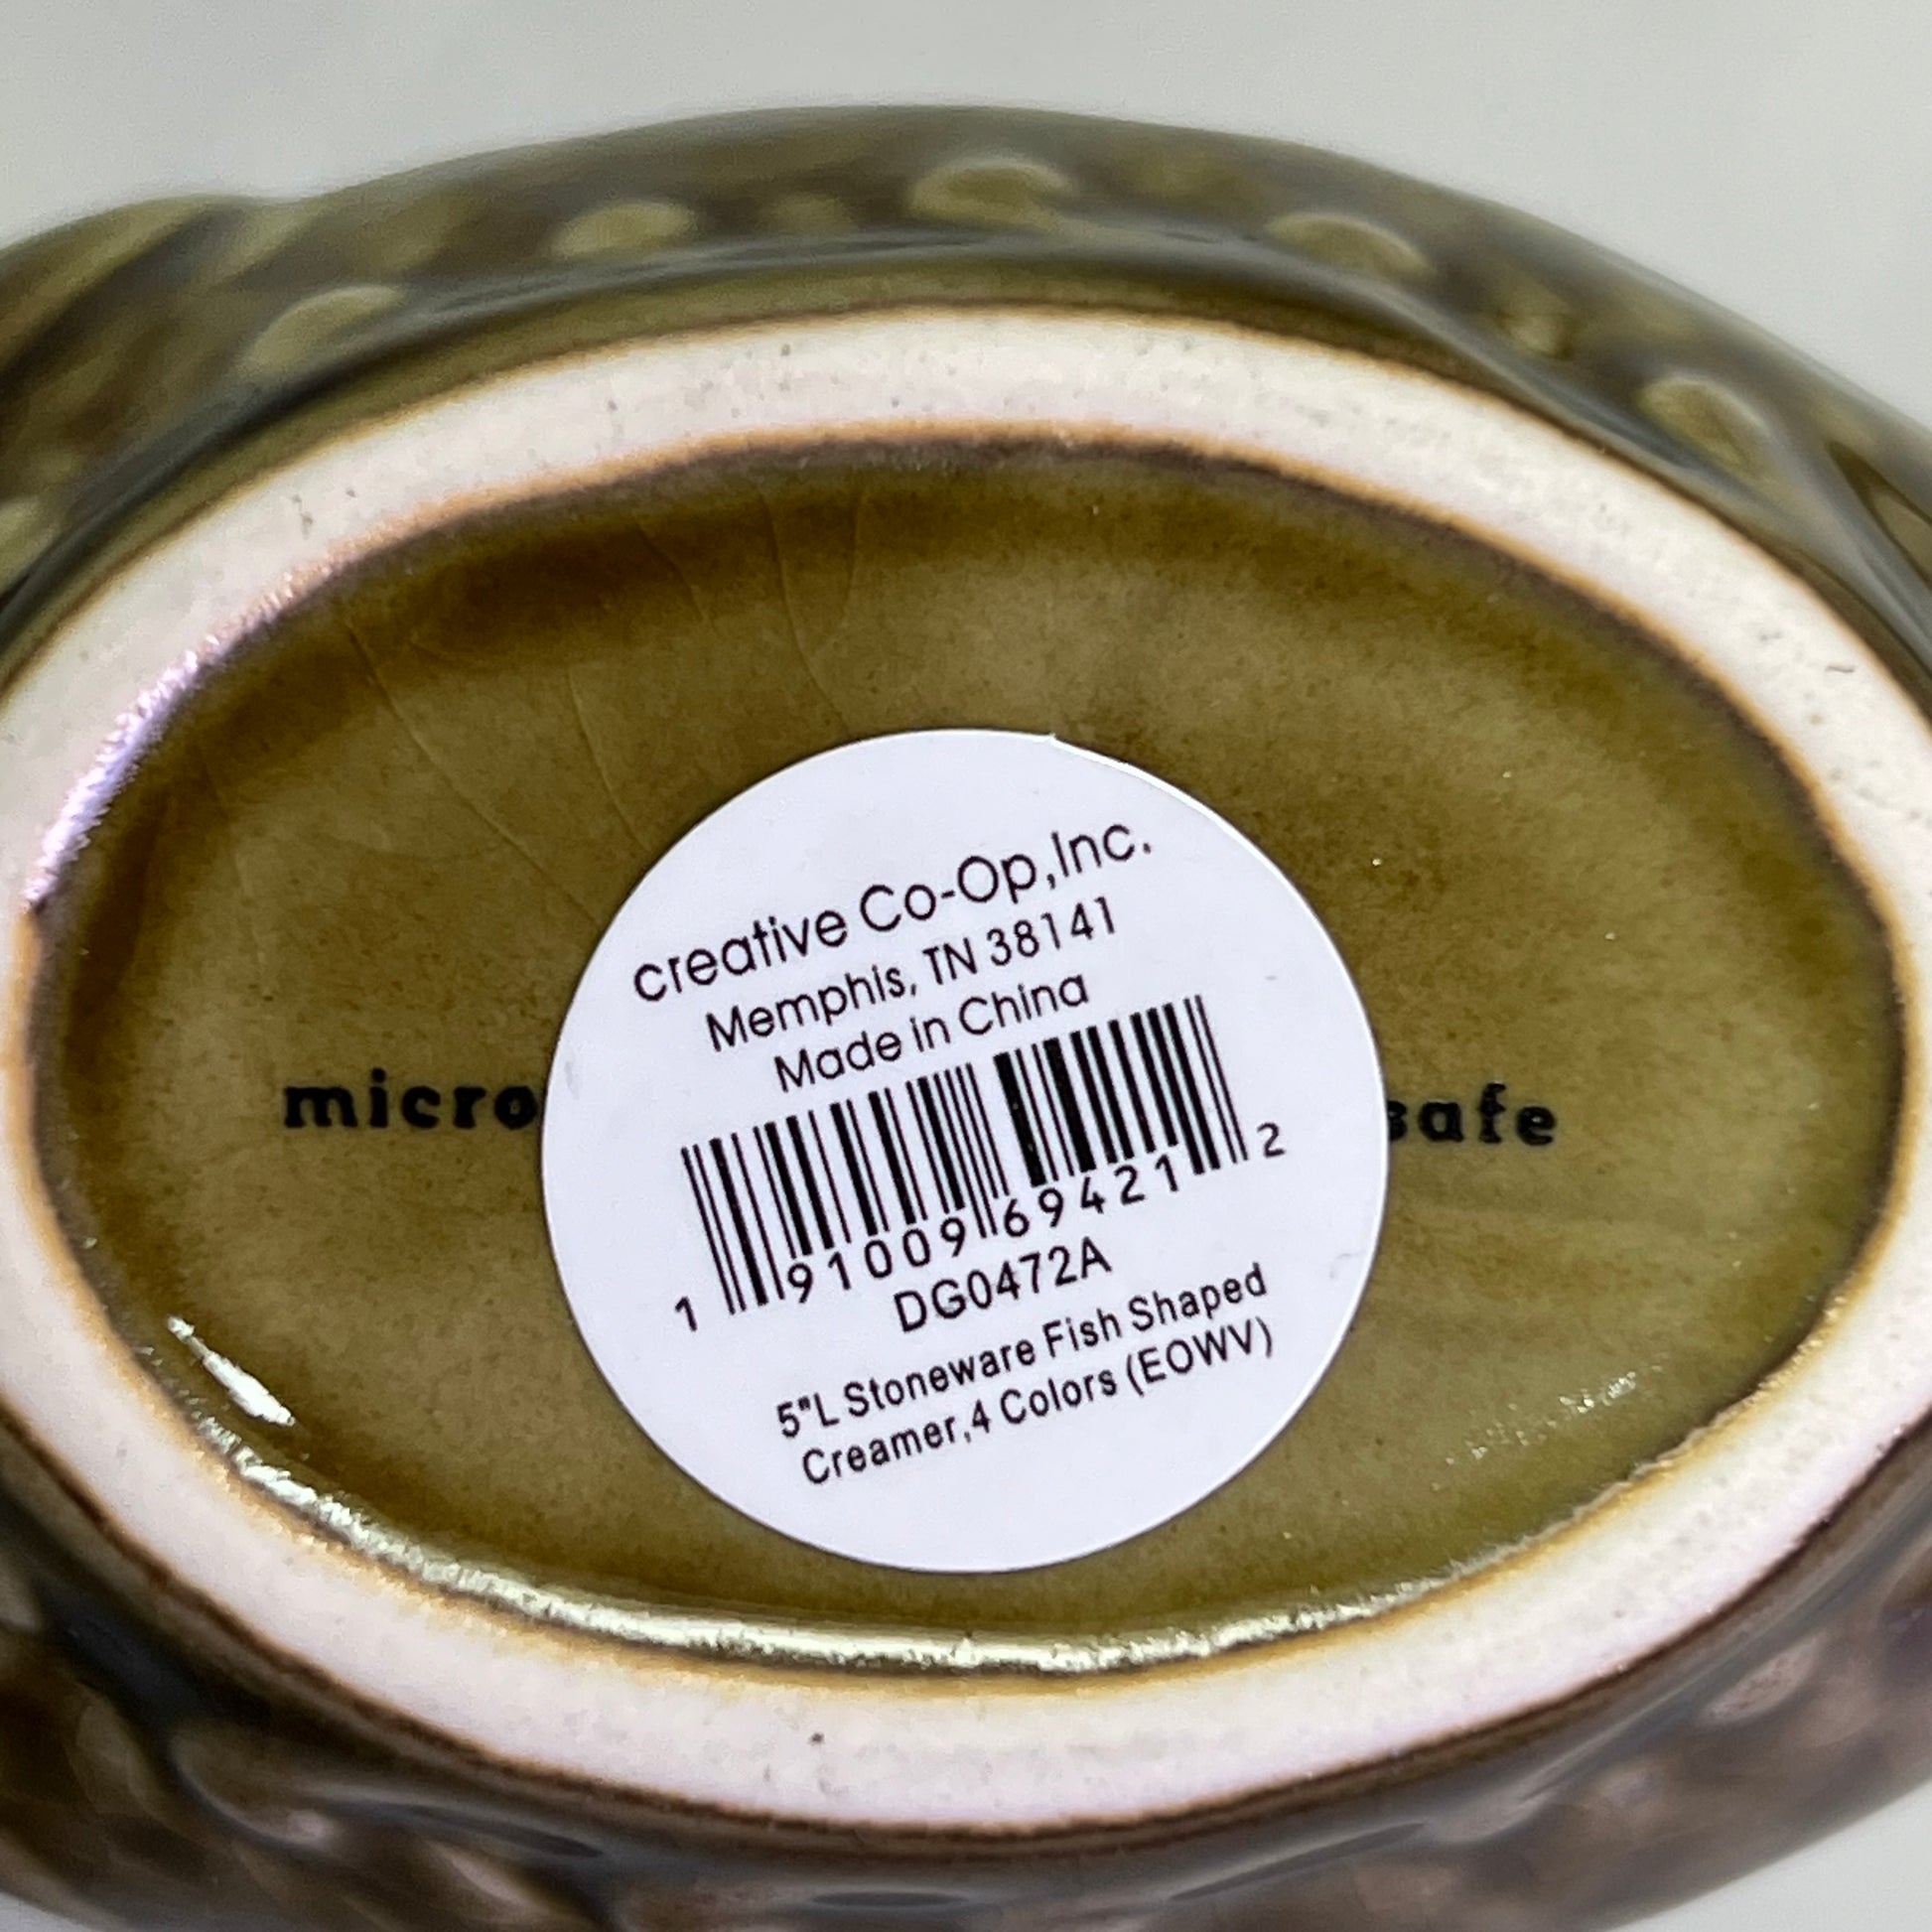 creative Co-Op,Inc.
Memphis, TN 38141
Made in China
micro safe
1 91009 69421 2
DG0472A
5"L Stoneware Fish Shaped
Creamer,4 Colors (EOWV)